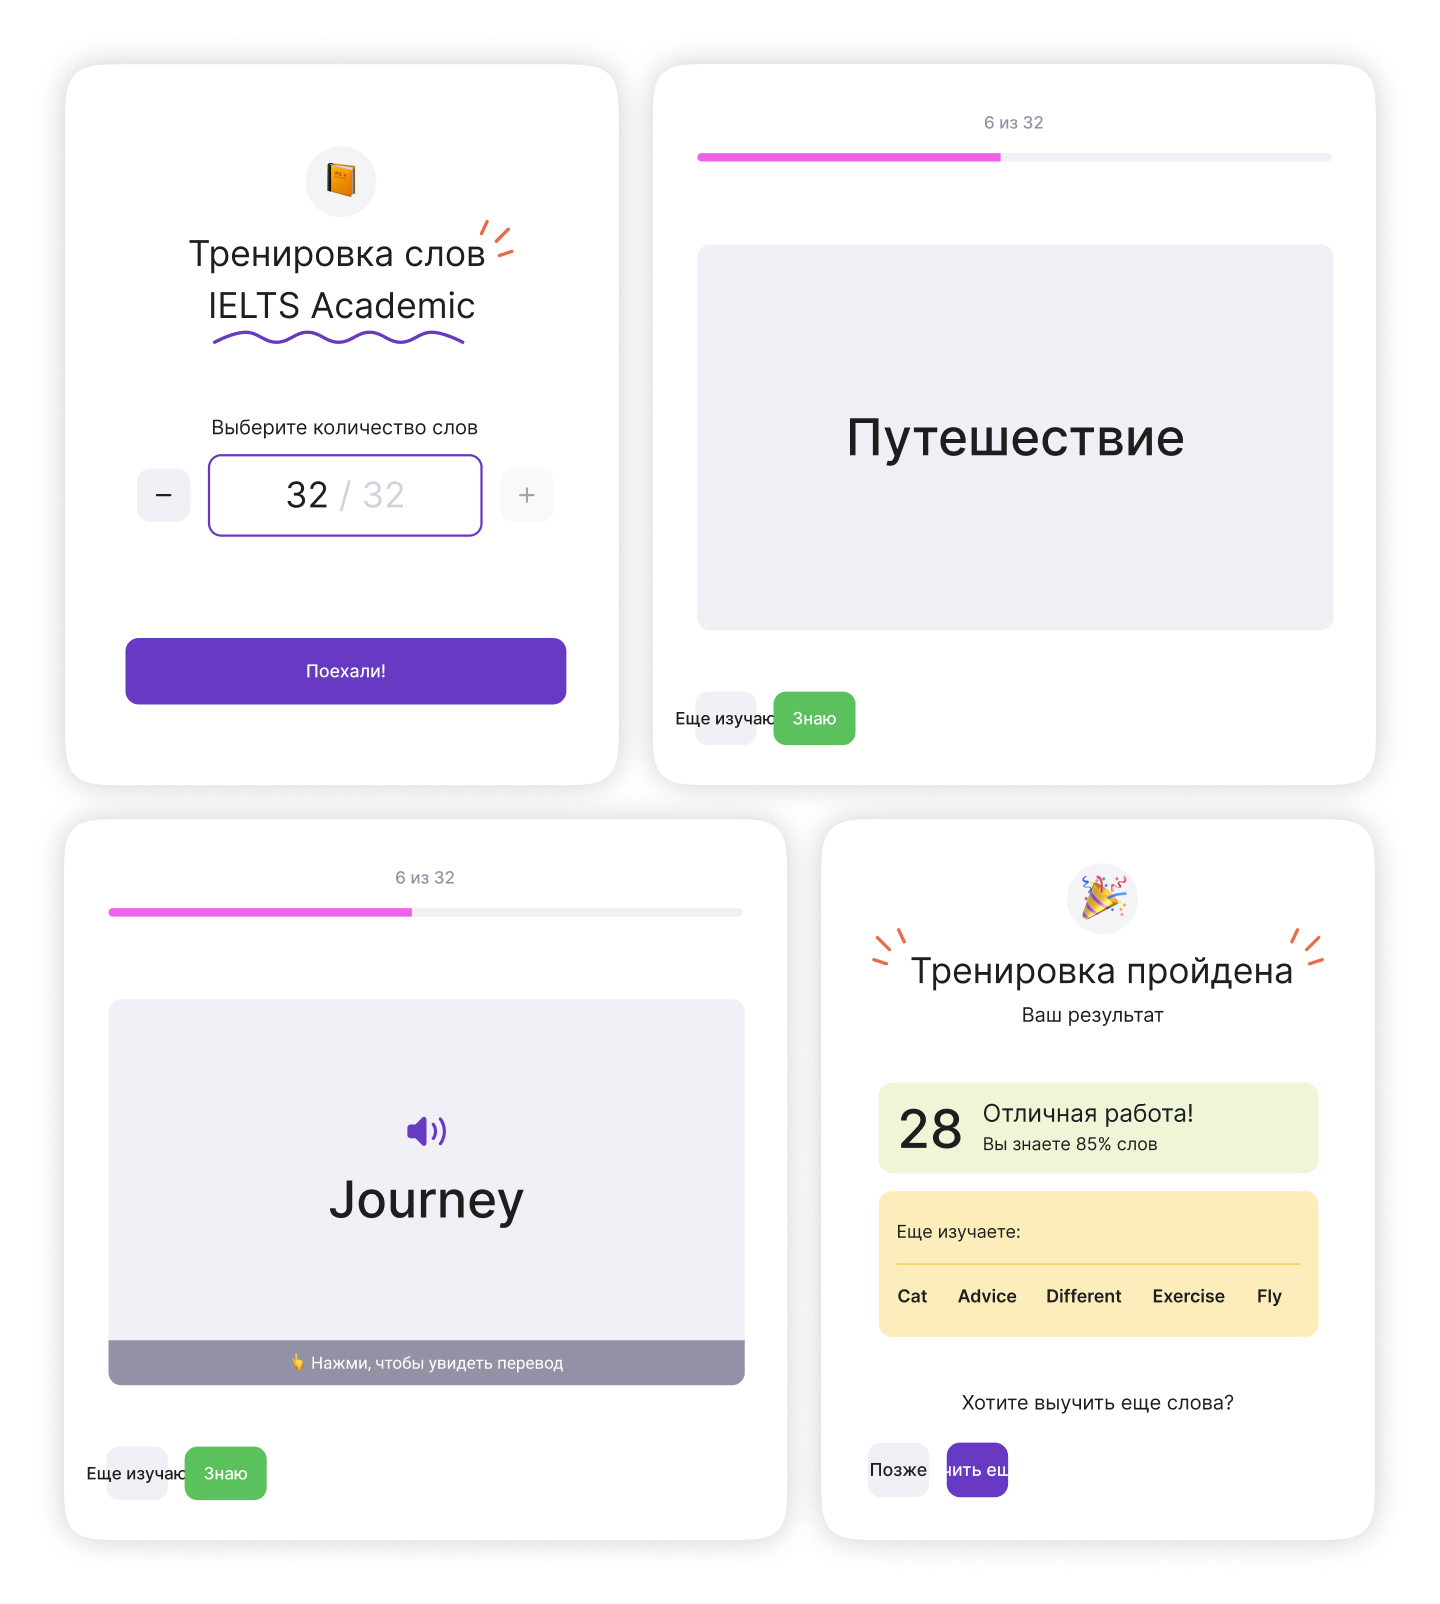 Тренировка слов
IELTS Academic
Выберите количество слов
− 32 / 32 +
Поехали!
6 из 32
Путешествие
Еще изучаю Знаю
6 из 32
Journey
👆 Нажми, чтобы увидеть перевод
Еще изучаю Знаю
Тренировка пройдена
Ваш результат
28 Отличная работа!
Вы знаете 85% слов
Еще изучаете:
Cat Advice Different Exercise Fly
Хотите выучить еще слова?
Позже чить ещ